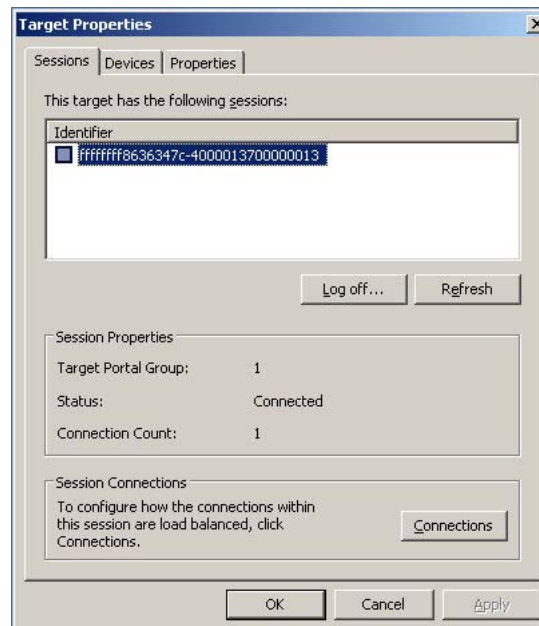 Target Properties
Sessions Devices Properties
This target has the following sessions:
Identifier
ffffffff8636347c-4000013700000013
Log off... Refresh
Session Properties
Target Portal Group: 1
Status: Connected
Connection Count: 1
Session Connections
To configure how the connections within
this session are load balanced, click
Connections.
Connections
OK Cancel Apply